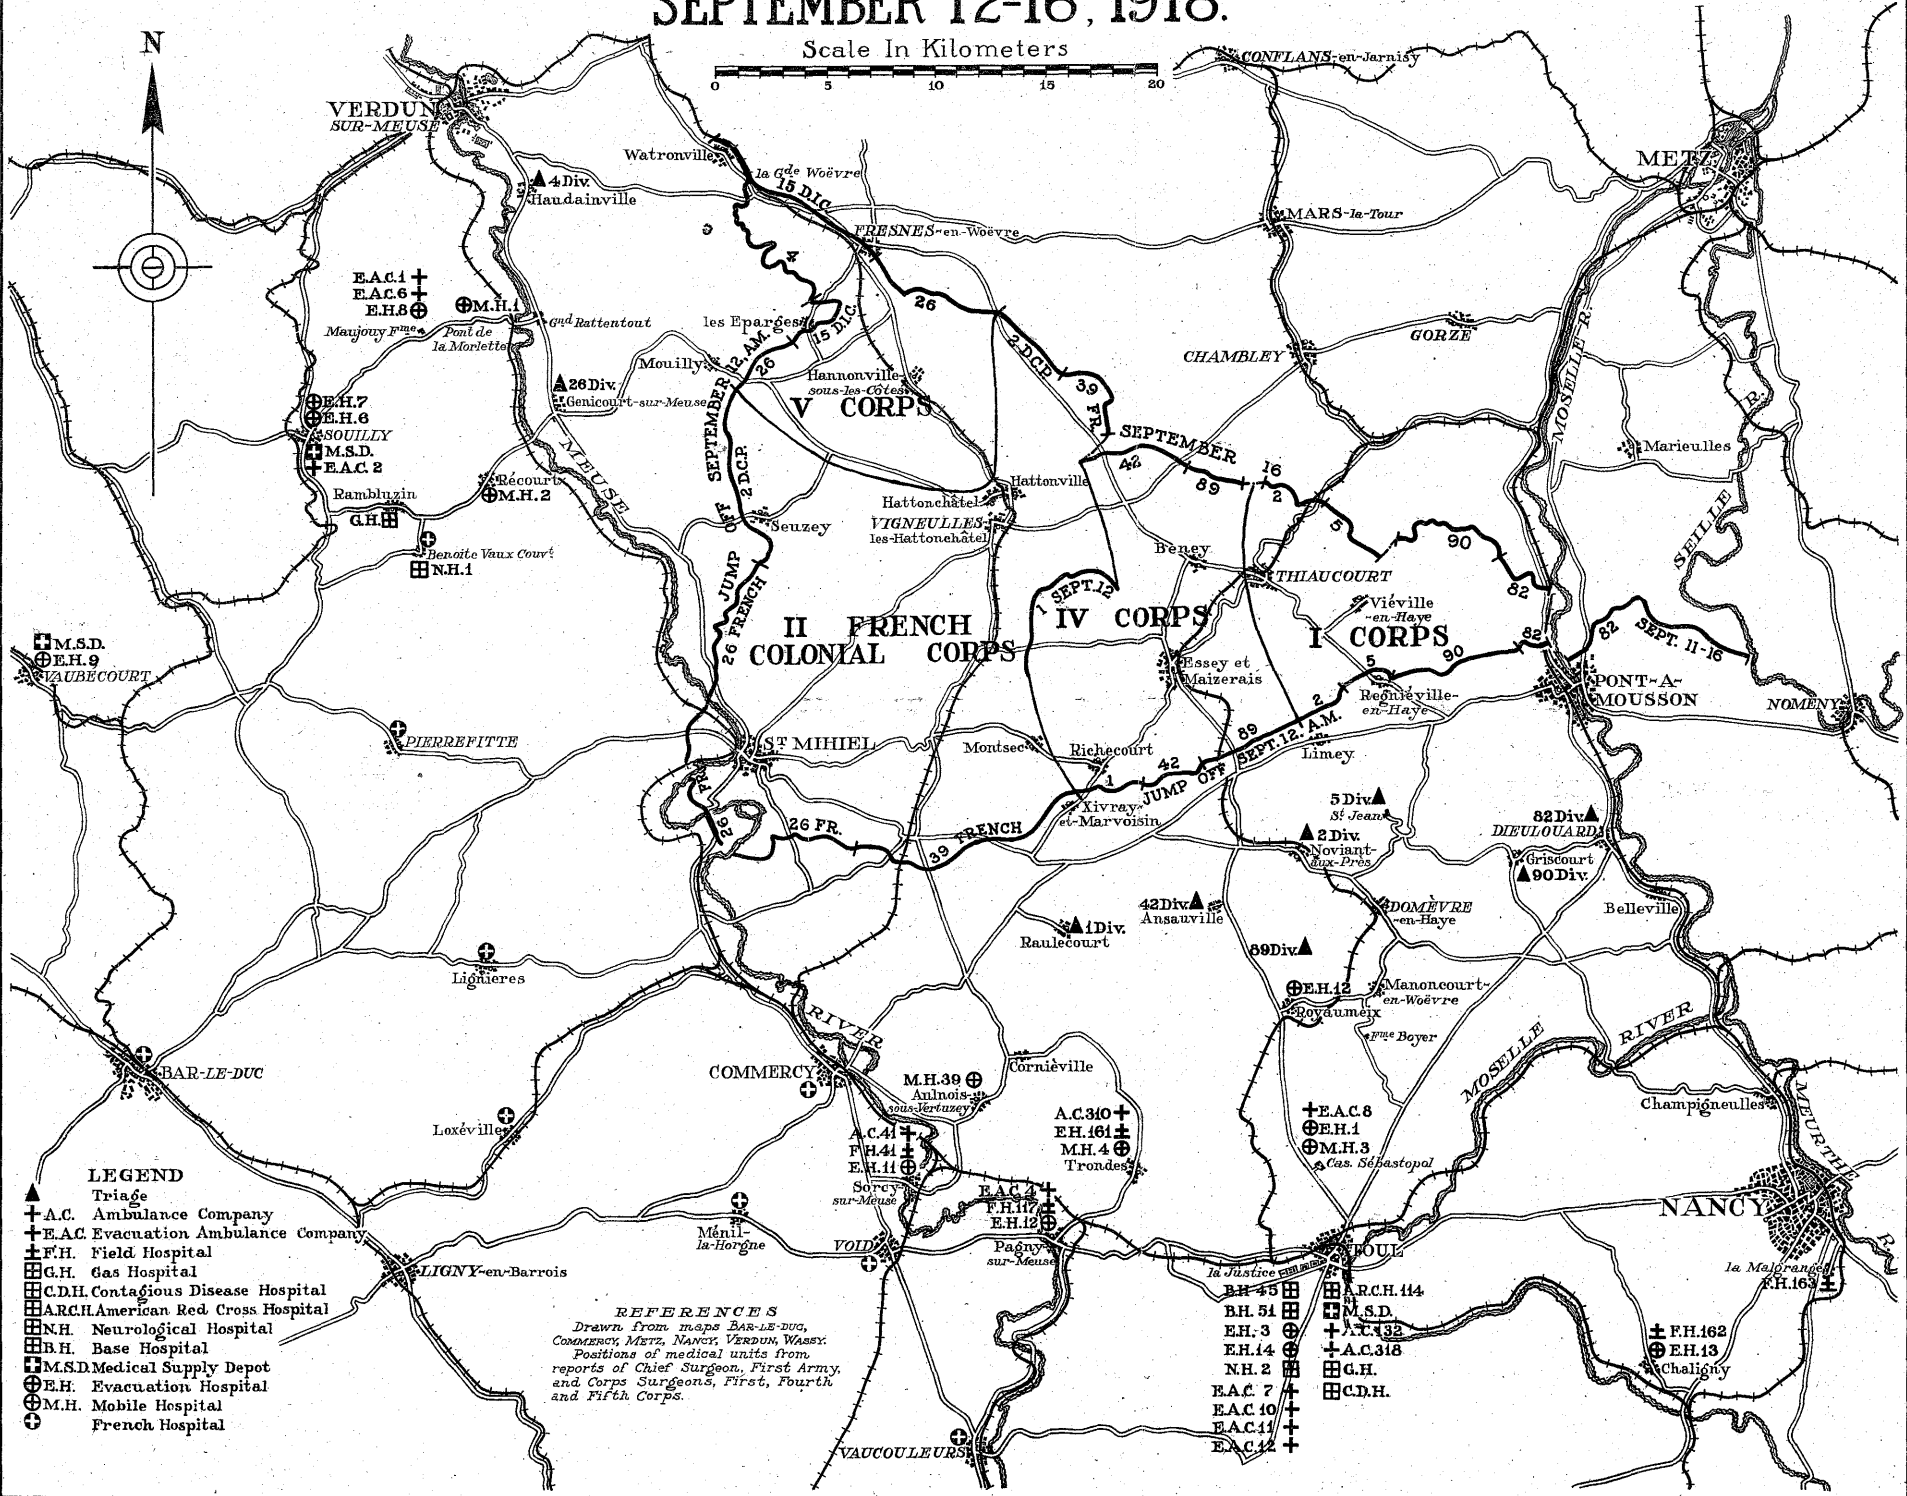 SEPTEMBER 12-16, 1918.
Scale In Kilometers
0 5 10 15 20
N
CONFLANS-en-Jarnisy
VERDUN
SUR-MEUSE
METZ
Watronville
la Gde Woëvre
15 D.I.C.
4 Div.
Haudainville
MARS-la-Tour
FRESNES-en-Woëvre
4
E.A.C. 1
E.A.C. 6
E.H. 8
M.H. 1
Maujouy Fme
Pont de
la Morlette
Gnd Rattentout
26
les Eparges
15 D.I.C.
MOSELLE R.
GORZE
2 D.C.P.
CHAMBLEY
Mouilly
26
Hannonville-
sous-les-Côtes
39 FR.
26 Div.
Genicourt-sur-Meuse
V CORPS
R.
E.H. 7
E.H. 6
SOUILLY
M.S.D.
E.A.C. 2
MEUSE
JUMP OFF SEPTEMBER 12, A.M.
2 D.C.P.
SEPTEMBER
16
42
89
2
5
Marieulles
Récourt
M.H. 2
Rambluzin
G.H.
Hattonville
Hattonchâtel
VIGNEULLES-
les-Hattonchâtel
Seuzey
SEILLE
Benoite Vaux Couvt
N.H. 1
Beney
90
THIAUCOURT
82
26 FRENCH
1 SEPT. 12
Viéville
-en-Haye
II FRENCH
COLONIAL CORPS
IV CORPS
I CORPS
82
82
SEPT. 11-16
M.S.D.
E.H. 9
VAUBECOURT
Essey et
Maizerais
5
90
Regniéville-
en-Haye
PONT-A-
MOUSSON
NOMENY
2
PIERREFITTE
ST MIHIEL
Montsec
Richecourt
89
SEPT. 12. A.M.
Limey
42
1
JUMP OFF
FR.
26
26 FR.
39 FRENCH
Xivray-
et-Marvoisin
5 Div.
St Jean
82 Div.
DIEULOUARD
2 Div.
Noviant-
aux-Prés
Griscourt
90 Div.
42 Div.
Ansauville
DOMÈVRE
-en-Haye
Belleville
1 Div.
Raulecourt
89 Div.
Lignieres
E.H. 12
Royaumeix
Manoncourt-
en-Woëvre
RIVER
Fme Boyer
MOSELLE RIVER
BAR-LE-DUC
COMMERCY
Corniéville
M.H. 39
Aulnois-
sous-Vertuzey
Champigneulles
MEURTHE
R.
Loxéville
A.C. 310
E.H. 161
M.H. 4
Trondes
E.A.C. 8
E.H. 1
M.H. 3
Cas. Sébastopol
A.C. 41
F.H. 41
E.H. 11
Sorcy-
sur-Meuse
E.A.C. 4
F.H. 117
E.H. 12
Pagny-
sur-Meuse
NANCY
Ménil-
la-Horgne
VOID
TOUL
la Justice
la Malgrange
F.H. 163
LIGNY-en-Barrois
LEGEND
Triage
A.C. Ambulance Company
E.A.C. Evacuation Ambulance Company
F.H. Field Hospital
G.H. Gas Hospital
C.D.H. Contagious Disease Hospital
A.R.C.H. American Red Cross Hospital
N.H. Neurological Hospital
B.H. Base Hospital
M.S.D. Medical Supply Depot
E.H. Evacuation Hospital
M.H. Mobile Hospital
French Hospital
REFERENCES
Drawn from maps BAR-LE-DUC,
COMMERCY, METZ, NANCY, VERDUN, WASSY.
Positions of medical units from
reports of Chief Surgeon, First Army,
and Corps Surgeons, First, Fourth
and Fifth Corps.
B.H. 45
B.H. 51
E.H. 3
E.H. 14
N.H. 2
E.A.C. 7
E.A.C. 10
E.A.C. 11
E.A.C. 12
A.R.C.H. 114
M.S.D.
A.C. 132
A.C. 318
G.H.
C.D.H.
F.H. 162
E.H. 13
Chaligny
VAUCOULEURS